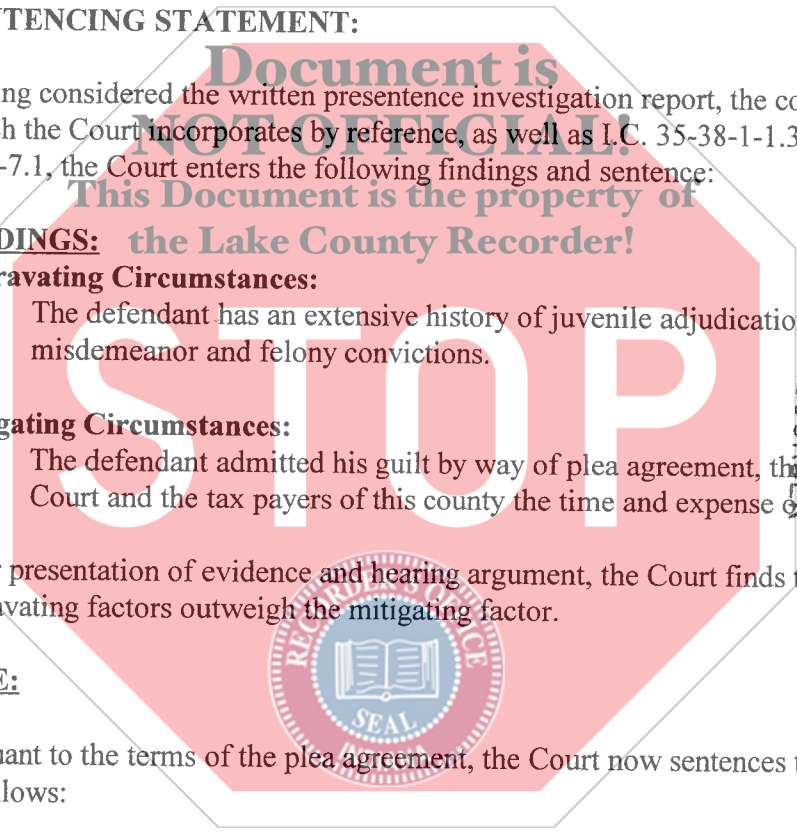 TENCING STATEMENT:
Document is
ing considered the written presentence investigation report, the co
NOT OFFICIAL!
h the Court incorporates by reference, as well as I.C. 35-38-1-1.3
-7.1, the Court enters the following findings and sentence:
This Document is the property of
DINGS:
the Lake County Recorder!
ravating Circumstances:
The defendant has an extensive history of juvenile adjudicatio
misdemeanor and felony convictions.
STOP
gating Circumstances:
The defendant admitted his guilt by way of plea agreement, th
Court and the tax payers of this county the time and expense o
r presentation of evidence and hearing argument, the Court finds t
avating factors outweigh the mitigating factor.
RECORDER'S OFFICE
SEAL
INDIANA
E:
uant to the terms of the plea agreement, the Court now sentences t
llows: